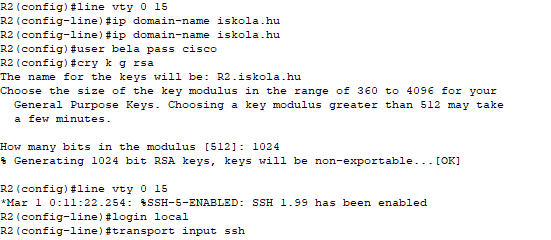 R2(config)#line vty 0 15
R2(config-line)#ip domain-name iskola.hu
R2(config-line)#ip domain-name iskola.hu
R2(config)#user bela pass cisco
R2(config)#cry k g rsa
The name for the keys will be: R2.iskola.hu
Choose the size of the key modulus in the range of 360 to 4096 for your
General Purpose Keys. Choosing a key modulus greater than 512 may take
a few minutes.
How many bits in the modulus [512]: 1024
% Generating 1024 bit RSA keys, keys will be non-exportable...[OK]
R2(config)#line vty 0 15
*Mar 1 0:11:22.254: %SSH-5-ENABLED: SSH 1.99 has been enabled
R2(config-line)#login local
R2(config-line)#transport input ssh